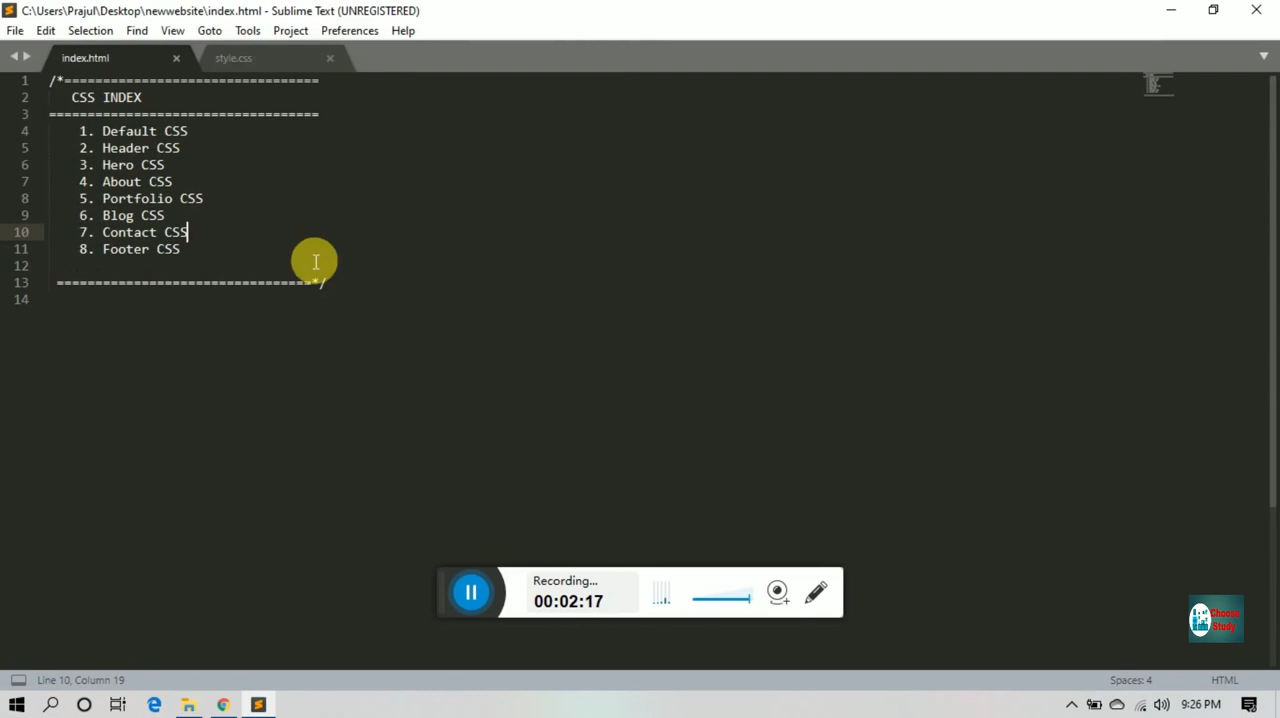 C:\Users\Prajul\Desktop\newwebsite\index.html - Sublime Text (UNREGISTERED)
File Edit Selection Find View Goto Tools Project Preferences Help
index.html style.css
1 /*===================================
2 CSS INDEX
3 ===================================
4 1. Default CSS
5 2. Header CSS
6 3. Hero CSS
7 4. About CSS
8 5. Portfolio CSS
9 6. Blog CSS
10 7. Contact CSS
11 8. Footer CSS
12
13 =================================*/
14
Recording...
00:02:17
Choose
Study
Line 10, Column 19 Spaces: 4 HTML
9:26 PM